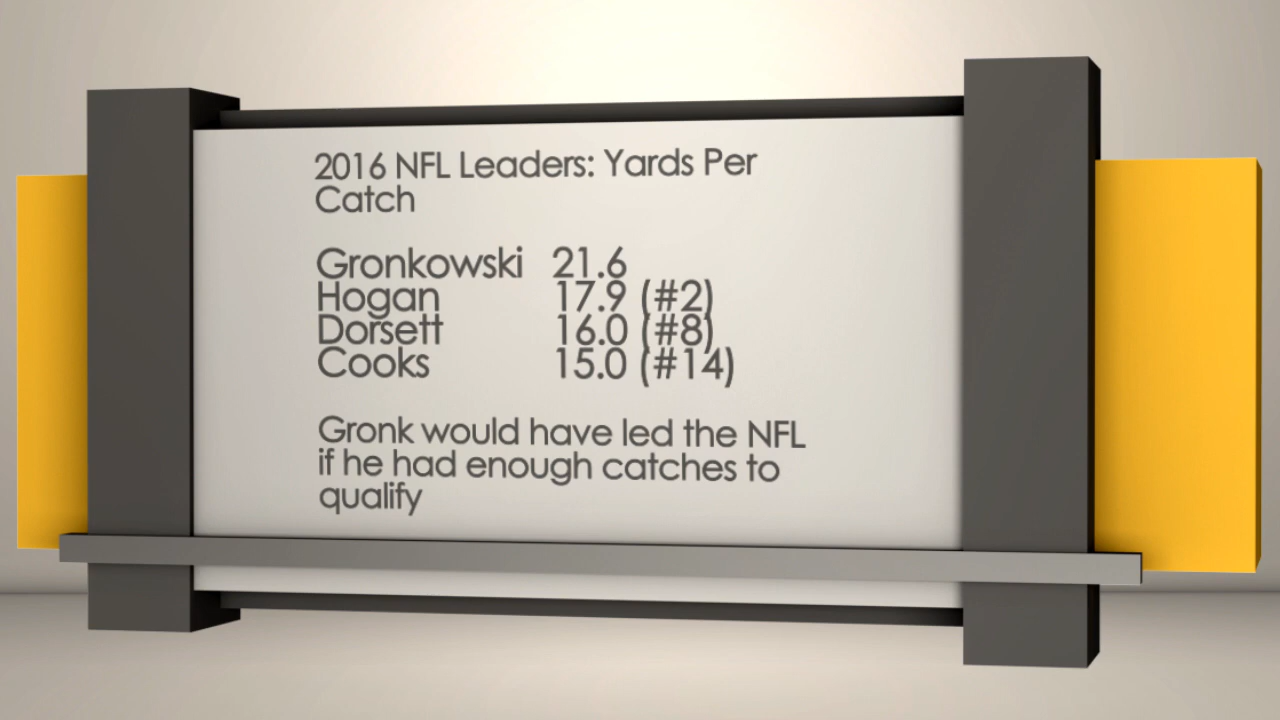 2016 NFL Leaders: Yards Per
Catch
Gronkowski 21.6
Hogan 17.9 (#2)
Dorsett 16.0 (#8)
Cooks 15.0 (#14)
Gronk would have led the NFL
if he had enough catches to
qualify